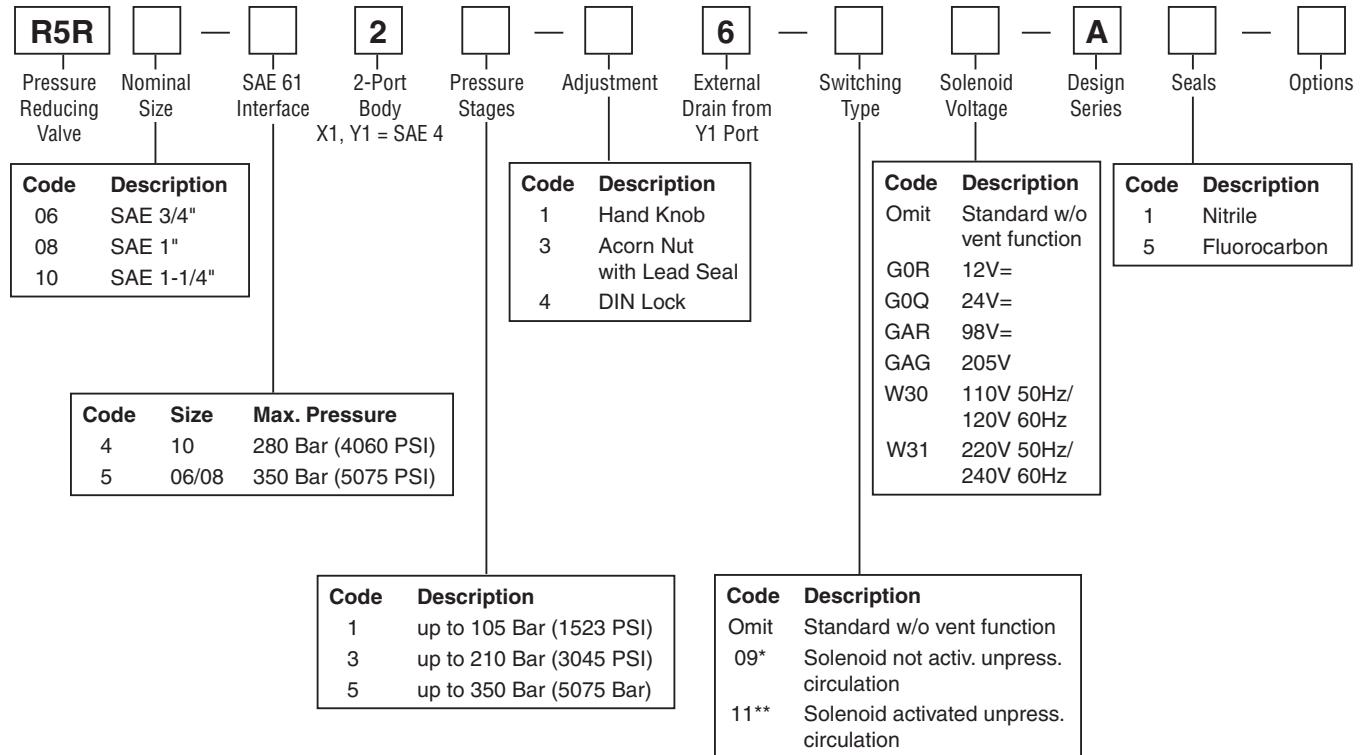 R5R — 2 — 6 — — A —
Pressure Reducing Valve
Nominal Size
SAE 61 Interface
2-Port Body X1, Y1 = SAE 4
Pressure Stages
Adjustment
External Drain from Y1 Port
Switching Type
Solenoid Voltage
Design Series
Seals
Options
Code Description
06 SAE 3/4"
08 SAE 1"
10 SAE 1-1/4"
Code Description
1 Hand Knob
3 Acorn Nut
with Lead Seal
4 DIN Lock
Code Description
Omit Standard w/o
vent function
G0R 12V=
G0Q 24V=
GAR 98V=
GAG 205V
W30 110V 50Hz/
120V 60Hz
W31 220V 50Hz/
240V 60Hz
Code Description
1 Nitrile
5 Fluorocarbon
Code Size Max. Pressure
4 10 280 Bar (4060 PSI)
5 06/08 350 Bar (5075 PSI)
Code Description
1 up to 105 Bar (1523 PSI)
3 up to 210 Bar (3045 PSI)
5 up to 350 Bar (5075 Bar)
Code Description
Omit Standard w/o vent function
09* Solenoid not activ. unpress.
circulation
11** Solenoid activated unpress.
circulation